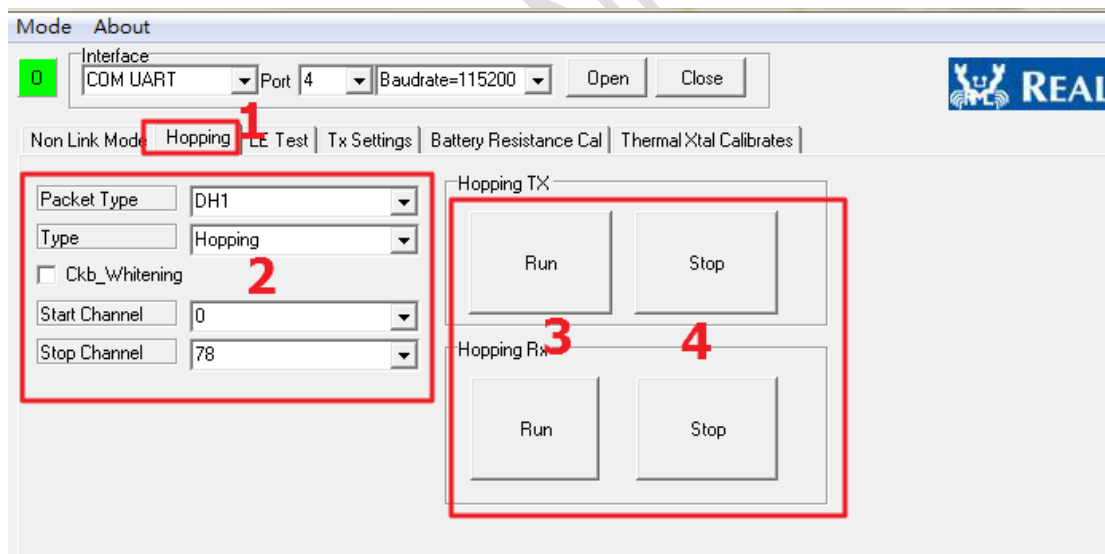 Mode About
Interface
0 COM UART Port 4 Baudrate=115200 Open Close
REAL
1
Non Link Mode Hopping LE Test Tx Settings Battery Resistance Cal Thermal Xtal Calibrates
Packet Type DH1
Type Hopping
Ckb_Whitening
2
Start Channel 0
Stop Channel 78
Hopping TX
Run Stop
3 4
Hopping Rx
Run Stop